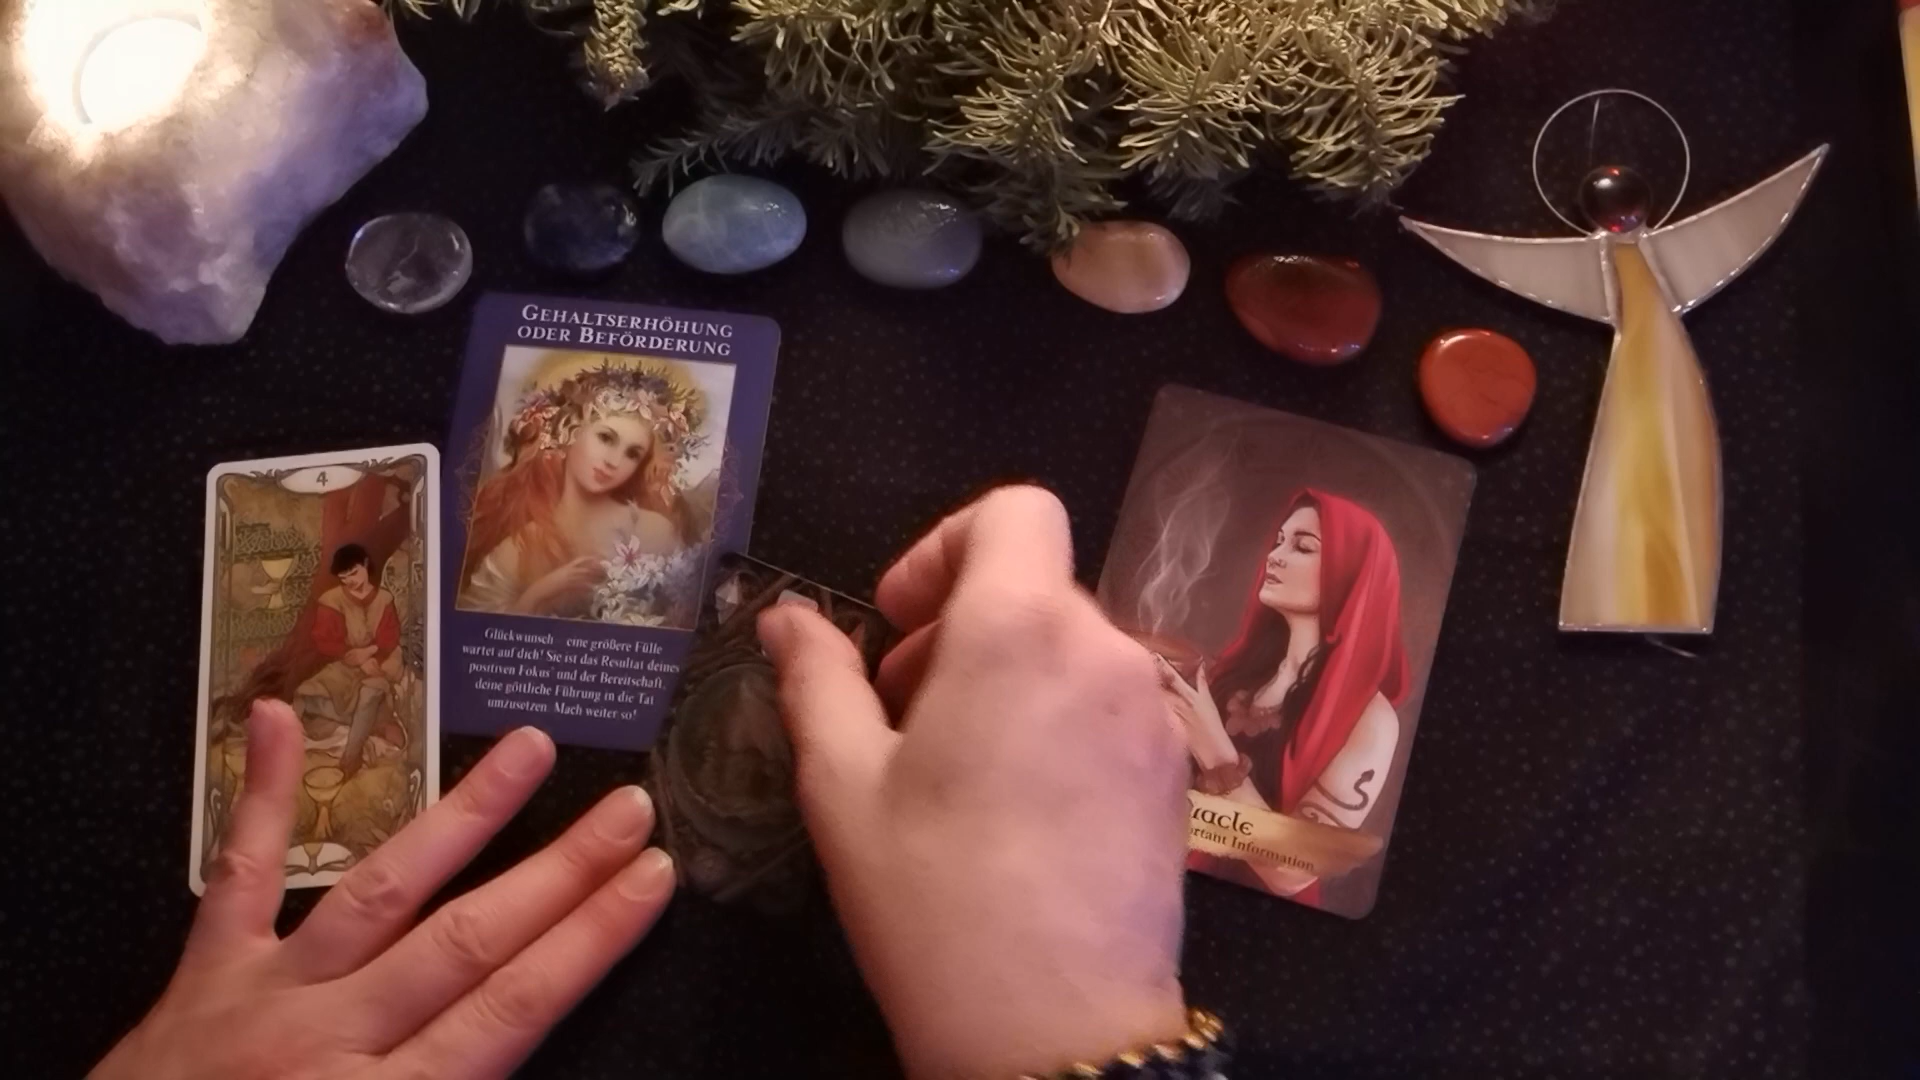 4
GEHALTSERHÖHUNG
ODER BEFÖRDERUNG
Glückwunsch – eine größere Fülle
wartet auf dich! Sie ist das Resultat deines
positiven Fokus' und der Bereitschaft,
deine göttliche Führung in die Tat
umzusetzen. Mach weiter so!
racle
rtant Information